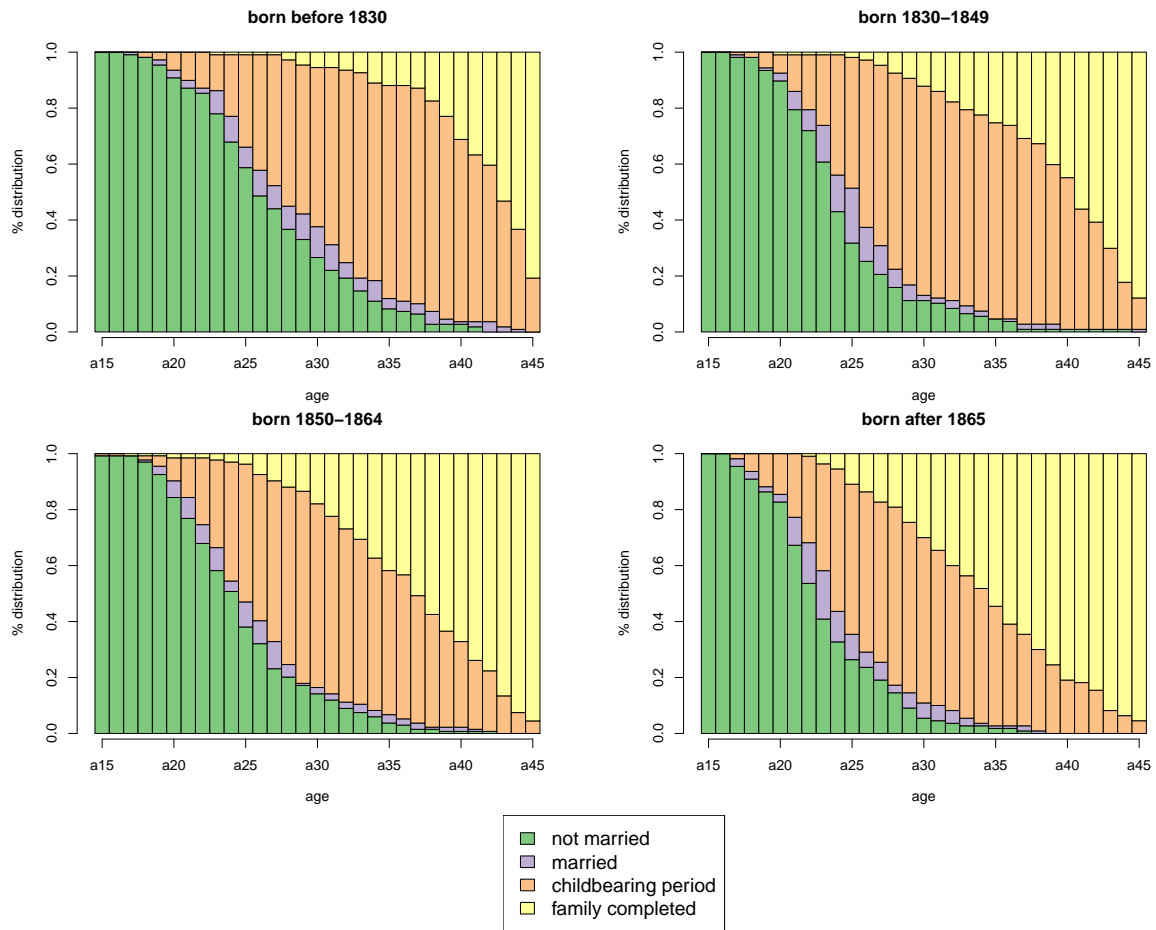 born before 1830
% distribution
0.0 0.2 0.4 0.6 0.8 1.0
a15 a20 a25 a30 a35 a40 a45
age
born 1830−1849
% distribution
0.0 0.2 0.4 0.6 0.8 1.0
a15 a20 a25 a30 a35 a40 a45
age
born 1850−1864
% distribution
0.0 0.2 0.4 0.6 0.8 1.0
a15 a20 a25 a30 a35 a40 a45
age
born after 1865
% distribution
0.0 0.2 0.4 0.6 0.8 1.0
a15 a20 a25 a30 a35 a40 a45
age
not married
married
childbearing period
family completed